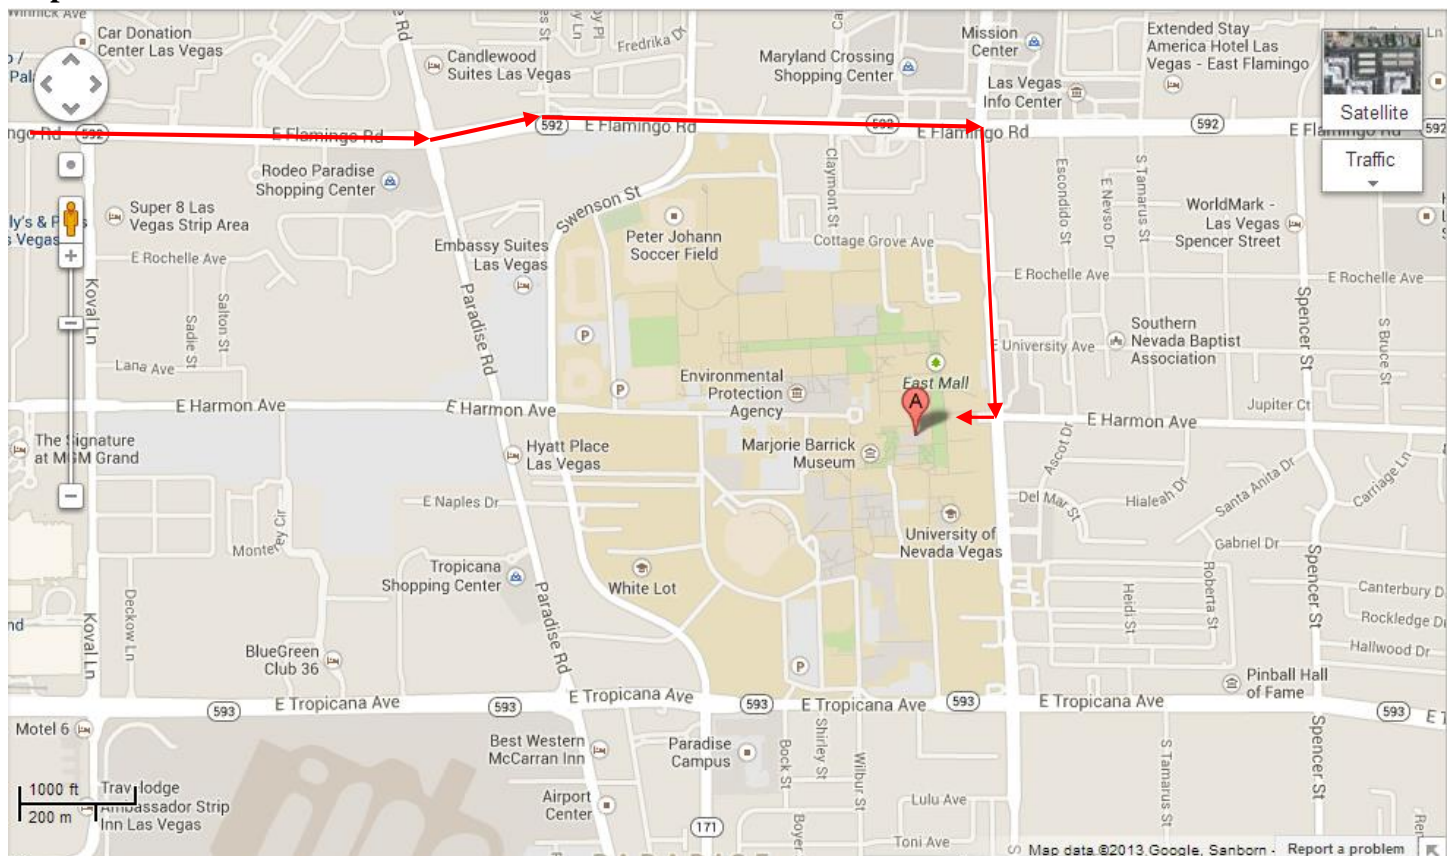 Winnick Ave
Car Donation
Center Las Vegas
Candlewood
Suites Las Vegas
Fredrika Dr
Maryland Crossing
Shopping Center
Mission
Center
Las Vegas
Info Center
Extended Stay
America Hotel Las
Vegas - East Flamingo
Ln
Satellite
Traffic
592
E Flamingo Rd
592
E Flamingo Rd
592
E Flamingo Rd
592
E Flamingo Rd
592
Rodeo Paradise
Shopping Center
Super 8 Las
Vegas Strip Area
E Rochelle Ave
Embassy Suites
Las Vegas
Swenson St
Peter Johann
Soccer Field
Claymont St
Cottage Grove Ave
Escondido St
E Nevso Dr
S Tamarus St
WorldMark -
Las Vegas
Spencer Street
E Rochelle Ave
E Rochelle Ave
Koval Ln
Salton St
Sadie St
Lana Ave
Paradise Rd
P
P
Environmental
Protection
Agency
East Mall
A
E University Ave
Southern
Nevada Baptist
Association
Spencer St
S Bruce St
Jupiter Ct
E Harmon Ave
E Harmon Ave
E Harmon Ave
The Signature
at MGM Grand
Hyatt Place
Las Vegas
Marjorie Barrick
Museum
Ascot Dr
Del Mar St
Hialeah Dr
Santa Anita Dr
Carriage Ln
E Naples Dr
Monterey Cir
University of
Nevada Vegas
Gabriel Dr
Tropicana
Shopping Center
White Lot
Paradise Rd
Deckow Ln
Koval Ln
BlueGreen
Club 36
Heidi St
Roberta St
Spencer St
Canterbury D
Rockledge Dr
Hallwood Dr
Pinball Hall
of Fame
P
593
E Tropicana Ave
593
E Tropicana Ave
593
E Tropicana Ave
593
E Tropicana Ave
593
Motel 6
Best Western
McCarran Inn
Paradise
Campus
Bock St
Shirley St
Wilbur St
S Tamarus St
Spencer St
1000 ft
200 m
Travelodge
Ambassador Strip
Inn Las Vegas
Airport
Center
171
Boyer
Lulu Ave
Toni Ave
Map data ©2013 Google, Sanborn -
Report a problem